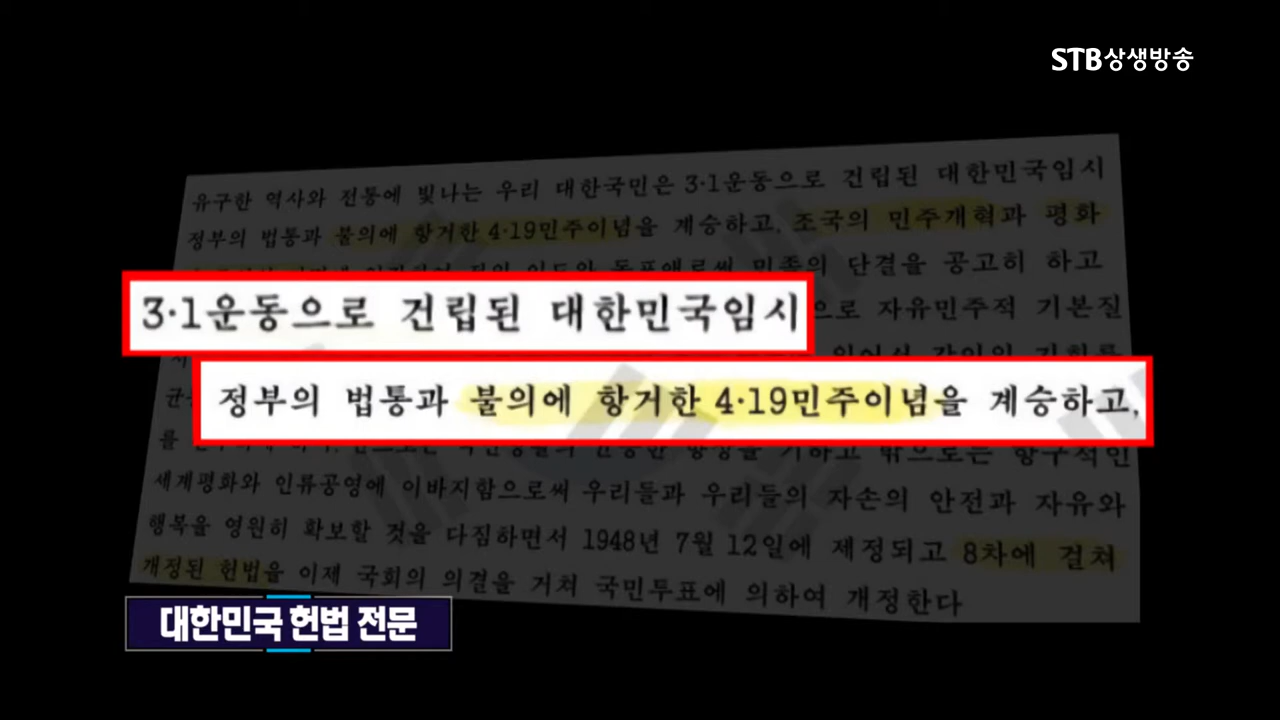 STB상생방송
유구한 역사와 전통에 빛나는 우리 대한국민은 3·1운동으로 건립된 대한민국임시
정부의 법통과 불의에 항거한 4·19민주이념을 계승하고, 조국의 민주개혁과 평화
민족의 단결을 공고히 하고
3·1운동으로 건립된 대한민국임시
으로 자유민주적 기본질
정부의 법통과 불의에 항거한 4·19민주이념을 계승하고,
밖으로는 항구적인
세계평화와 인류공영에 이바지함으로써 우리들과 우리들의 자손의 안전과 자유와
행복을 영원히 확보할 것을 다짐하면서 1948년 7월 12일에 제정되고 8차에 걸쳐
개정된 헌법을 이제 국회의 의결을 거쳐 국민투표에 의하여 개정한다
대한민국 헌법 전문